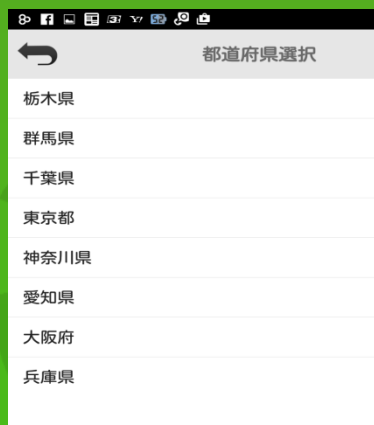 都道府県選択
栃木県
群馬県
千葉県
東京都
神奈川県
愛知県
大阪府
兵庫県